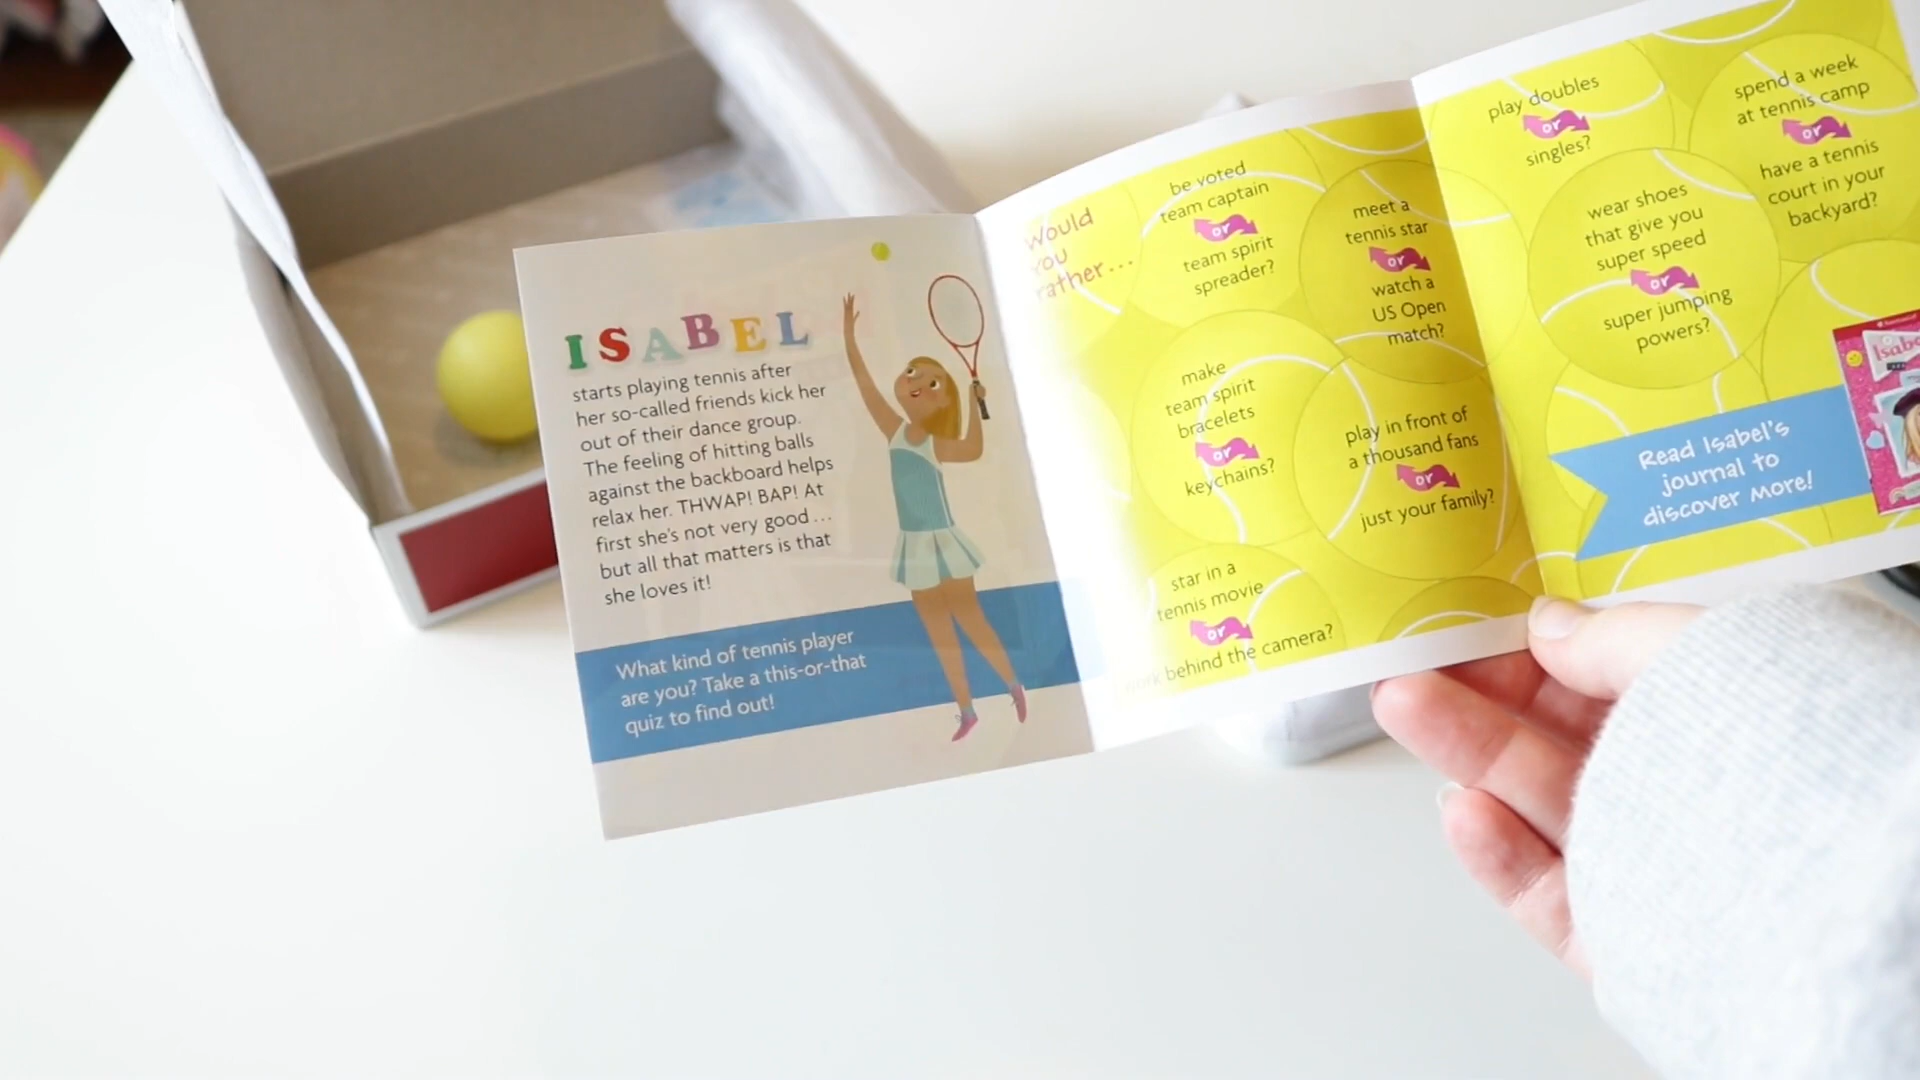 ISABEL
starts playing tennis after
her so-called friends kick her
out of their dance group.
The feeling of hitting balls
against the backboard helps
relax her. THWAP! BAP! At
first she's not very good ...
but all that matters is that
she loves it!
What kind of tennis player
are you? Take a this-or-that
quiz to find out!
Would
you
rather...
be voted
team captain
or
team spirit
spreader?
meet a
tennis star
or
watch a
US Open
match?
make
team spirit
bracelets
or
keychains?
play in front of
a thousand fans
or
just your family?
star in a
tennis movie
or
work behind the camera?
play doubles
or
singles?
spend a week
at tennis camp
or
have a tennis
court in your
backyard?
wear shoes
that give you
super speed
or
super jumping
powers?
Read Isabel's
journal to
discover more!